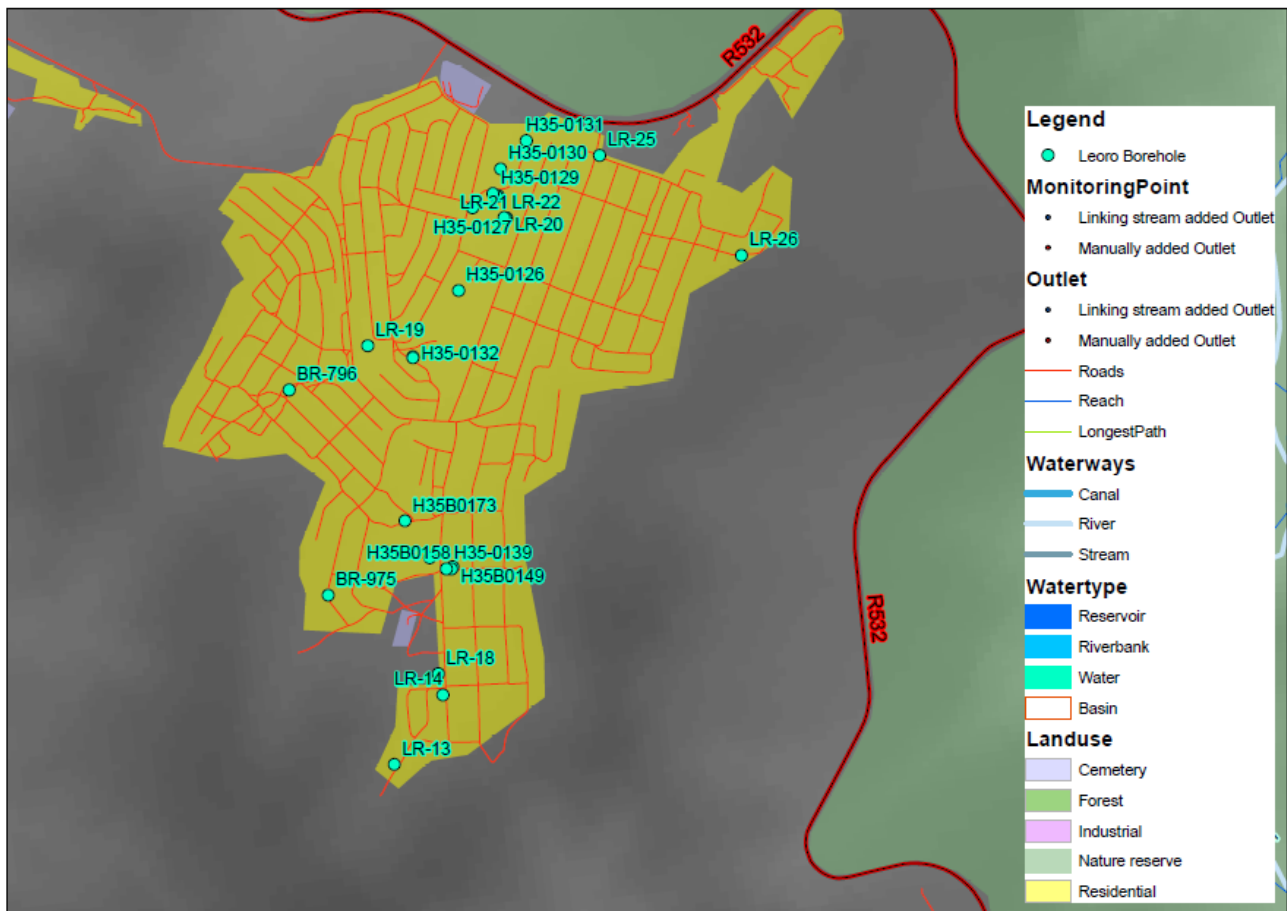 R532
H35-0131
LR-25
H35-0130
H35-0129
LR-21
LR-22
H35-0127
LR-20
LR-26
H35-0126
LR-19
H35-0132
BR-796
H35B0173
H35B0158
H35-0139
H35B0149
BR-975
R532
LR-18
LR-14
LR-13
Legend
Leoro Borehole
MonitoringPoint
Linking stream added Outlet
Manually added Outlet
Outlet
Linking stream added Outlet
Manually added Outlet
Roads
Reach
LongestPath
Waterways
Canal
River
Stream
Watertype
Reservoir
Riverbank
Water
Basin
Landuse
Cemetery
Forest
Industrial
Nature reserve
Residential